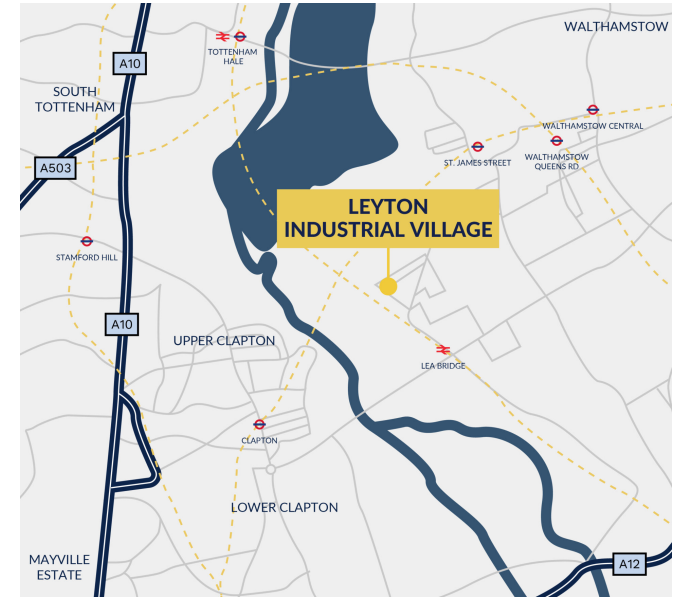 WALTHAMSTOW
TOTTENHAM
HALE
A10
SOUTH
TOTTENHAM
WALTHAMSTOW CENTRAL
ST. JAMES STREET
WALTHAMSTOW
QUEENS RD
A503
LEYTON
INDUSTRIAL VILLAGE
STAMFORD HILL
A10
UPPER CLAPTON
LEA BRIDGE
CLAPTON
LOWER CLAPTON
MAYVILLE
ESTATE
A12